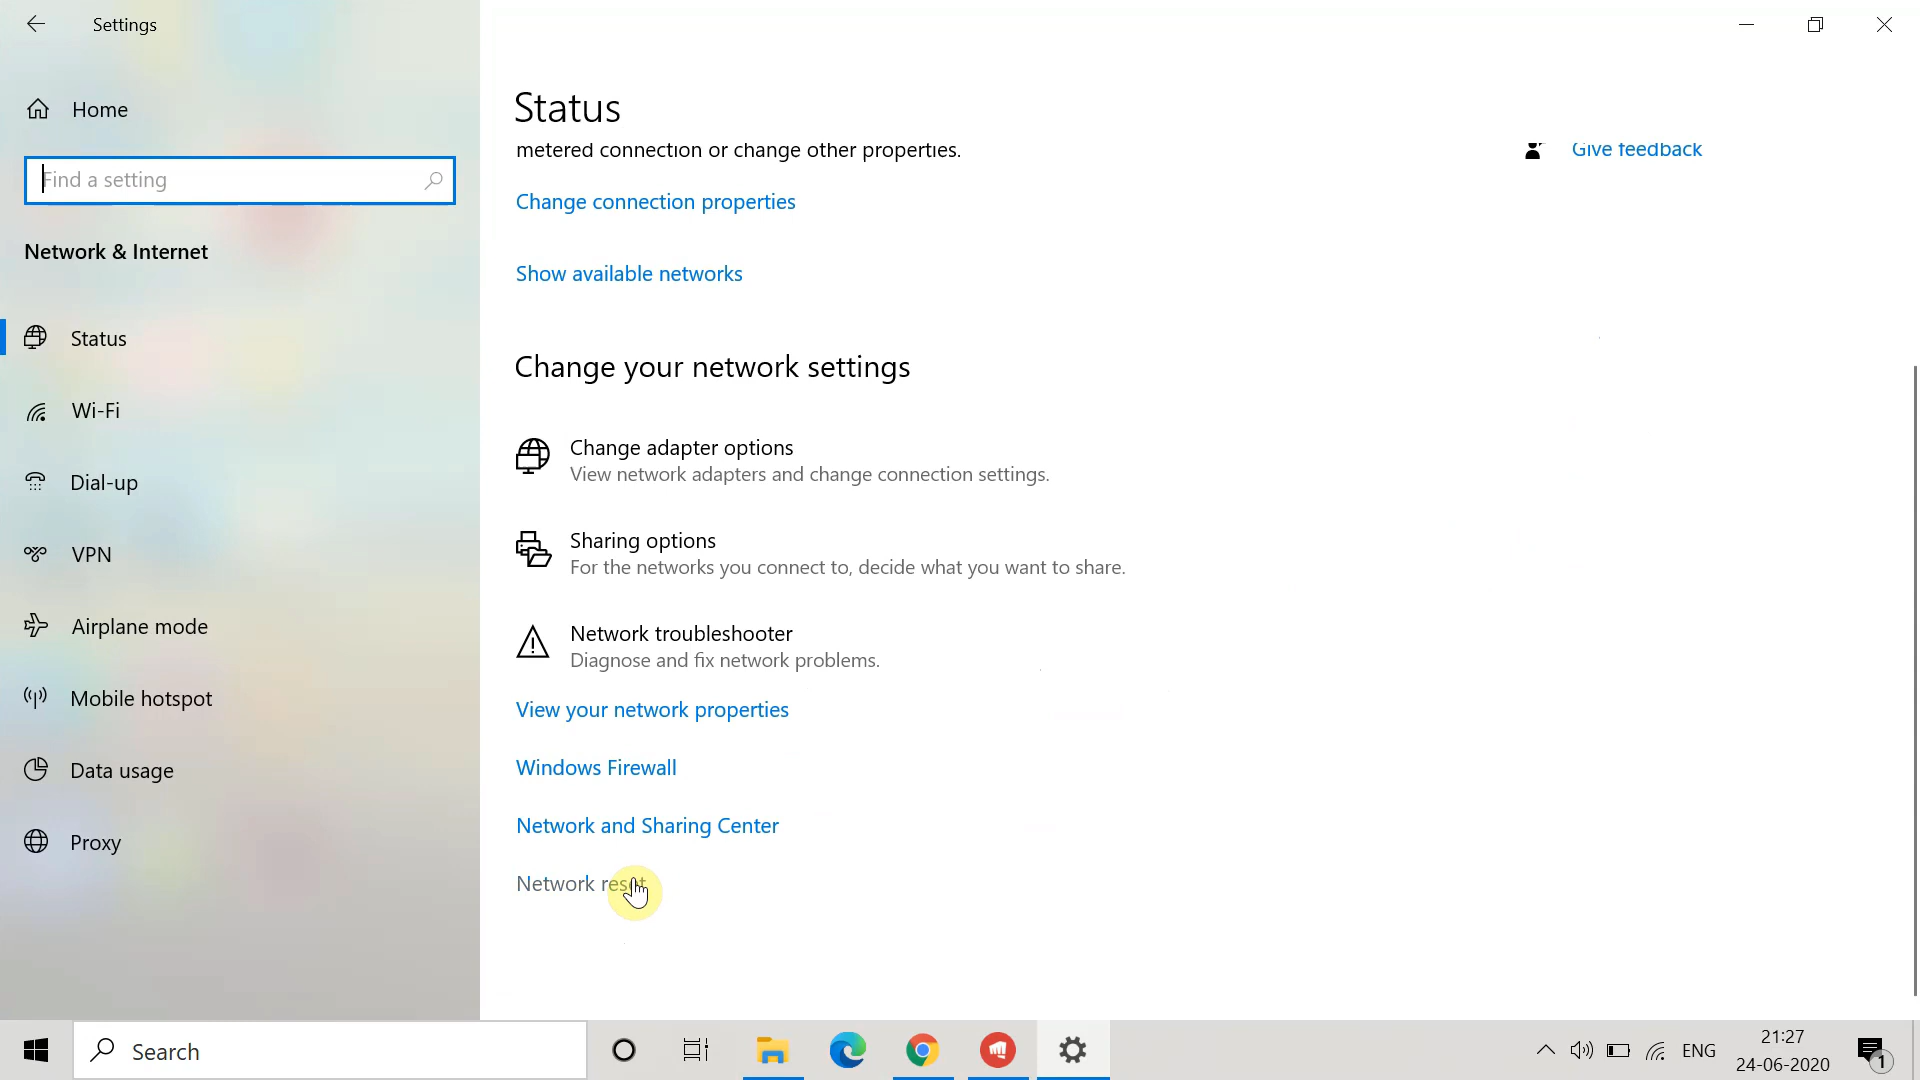 Settings
Home
Find a setting
Network & Internet
Status
Wi-Fi
Dial-up
VPN
Airplane mode
Mobile hotspot
Data usage
Proxy
Status
metered connection or change other properties.
Give feedback
Change connection properties
Show available networks
Change your network settings
Change adapter options
View network adapters and change connection settings.
Sharing options
For the networks you connect to, decide what you want to share.
Network troubleshooter
Diagnose and fix network problems.
View your network properties
Windows Firewall
Network and Sharing Center
Network reset
Search
ENG
21:27
24-06-2020
1